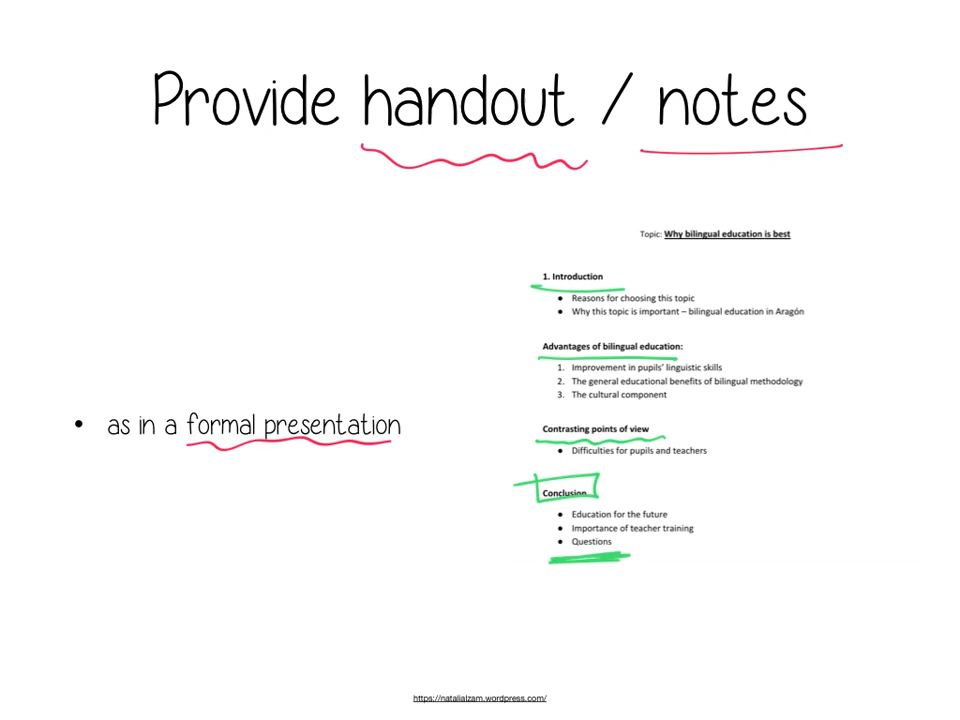 Provide handout / notes
• as in a formal presentation
Topic: Why bilingual education is best
1. Introduction
● Reasons for choosing this topic
● Why this topic is important – bilingual education in Aragón
Advantages of bilingual education:
1. Improvement in pupils' linguistic skills
2. The general educational benefits of bilingual methodology
3. The cultural component
Contrasting points of view
● Difficulties for pupils and teachers
Conclusion
● Education for the future
● Importance of teacher training
● Questions
https://natalialzam.wordpress.com/